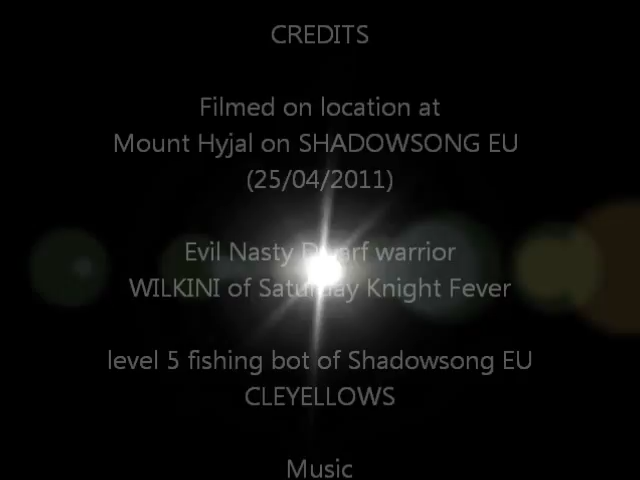 CREDITS
Filmed on location at
Mount Hyjal on SHADOWSONG EU
(25/04/2011)
Evil Nasty Dwarf warrior
WILKINI of Saturday Knight Fever
level 5 fishing bot of Shadowsong EU
CLEYELLOWS
Music